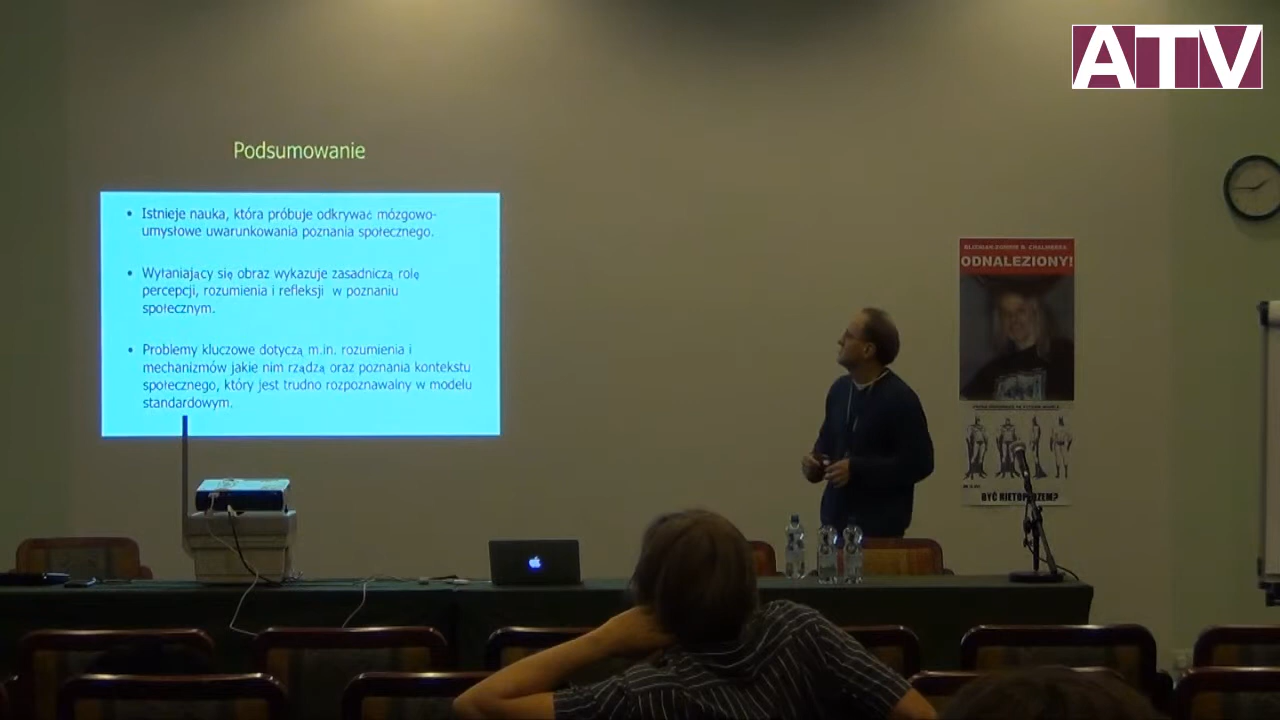 ATV
Podsumowanie
• Istnieje nauka, która próbuje odkrywać mózgowo-
umysłowe uwarunkowania poznania społecznego.
• Wyłaniający się obraz wykazuje zasadniczą rolę
percepcji, rozumienia i refleksji w poznaniu
społecznym.
• Problemy kluczowe dotyczą m.in. rozumienia i
mechanizmów jakie nim rządzą oraz poznania kontekstu
społecznego, który jest trudno rozpoznawalny w modelu
standardowym.
ODNALEZIONY!
BYĆ NIETOPERZEM?